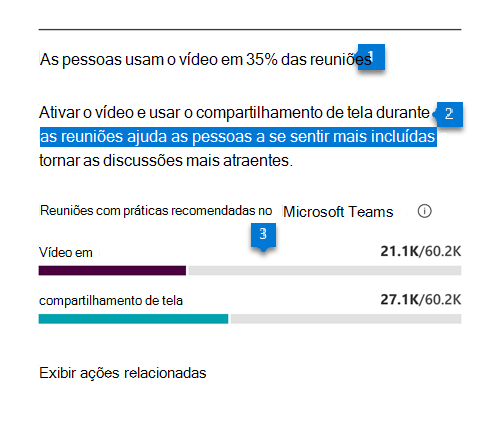 As pessoas usam o vídeo em 35% das reuniões 1
Ativar o vídeo e usar o compartilhamento de tela durante 2
as reuniões ajuda as pessoas a se sentir mais incluídas
tornar as discussões mais atraentes.
Reuniões com práticas recomendadas no Microsoft Teams
3
Vídeo em 21.1K/60.2K
compartilhamento de tela 27.1K/60.2K
Exibir ações relacionadas